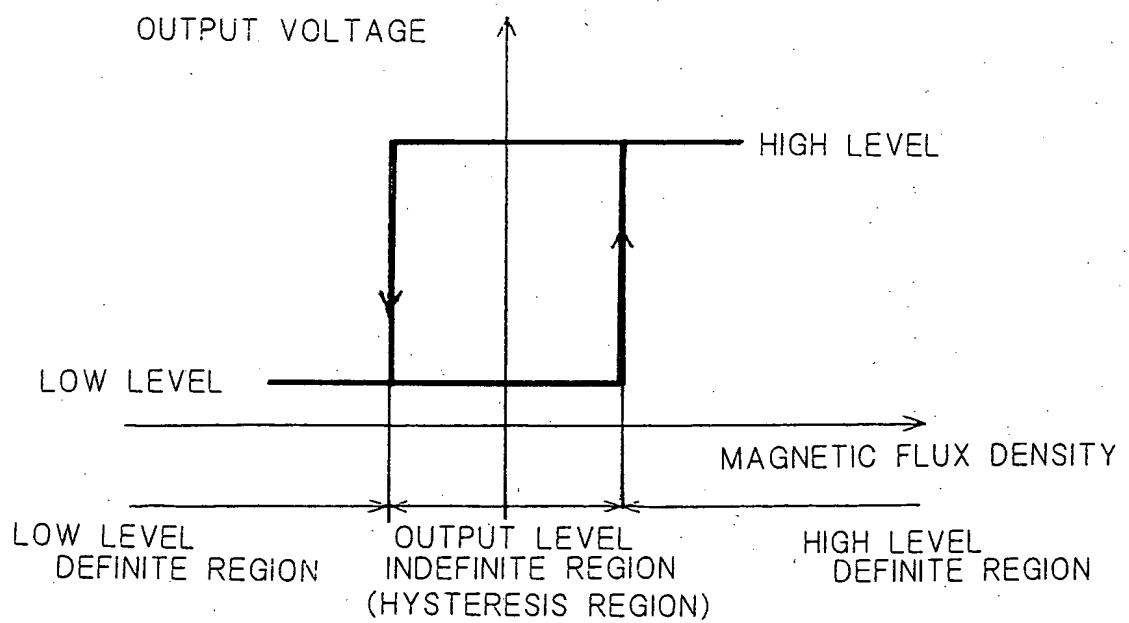 OUTPUT VOLTAGE
HIGH LEVEL
LOW LEVEL
MAGNETIC FLUX DENSITY
LOW LEVEL
DEFINITE REGION
OUTPUT LEVEL
INDEFINITE REGION
(HYSTERESIS REGION)
HIGH LEVEL
DEFINITE REGION